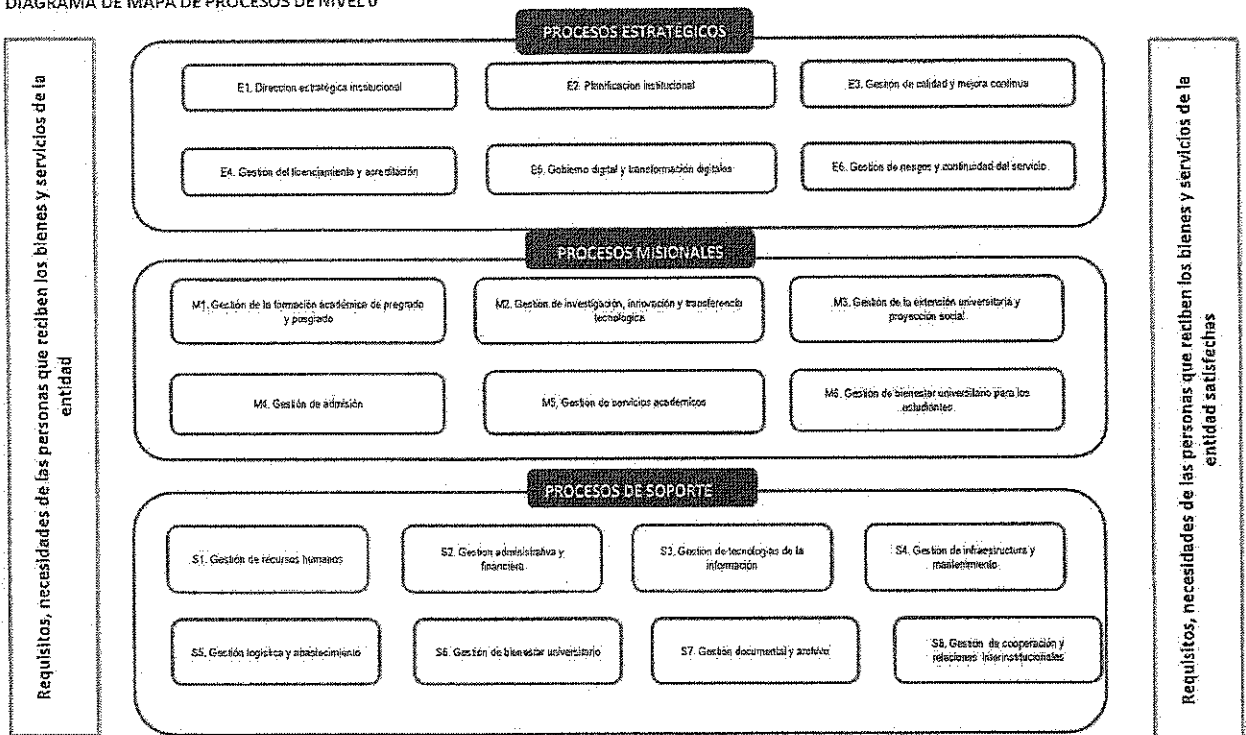 DIAGRAMA DE MAPA DE PROCESOS DE NIVEL 0
Requisitos, necesidades de las personas que reciben los bienes y servicios de la
entidad
PROCESOS ESTRATEGICOS
E1. Direccion estratégica institucional
E2. Planificacion institucional
E3. Gestión de calidad y mejora continua
E4. Gestión del licenciamiento y acreditación
E5. Gobierno digital y transformación digitales
E6. Gestión de riesgos y continuidad del servicio
PROCESOS MISIONALES
M1. Gestión de la formación académica de pregrado
y posgrado
M2. Gestión de investigación, innovación y transferencia
tecnológica
M3. Gestión de la extensión universitaria y
proyección social
M4. Gestión de admisión
M5. Gestión de servicios académicos
M6. Gestión de bienestar universitario para los
estudiantes
PROCESOS DE SOPORTE
S1. Gestión de recursos humanos
S2. Gestion administrativa y
financiera
S3. Gestión de tecnologías de la
información
S4. Gestión de infraestructura y
mantenimiento
S5. Gestión logística y abastecimiento
S6. Gestión de bienestar universitario
S7. Gestión documental y archivo
S8. Gestión de cooperación y
relaciones interinstitucionales
Requisitos, necesidades de las personas que reciben los bienes y servicios de la
entidad satisfechas